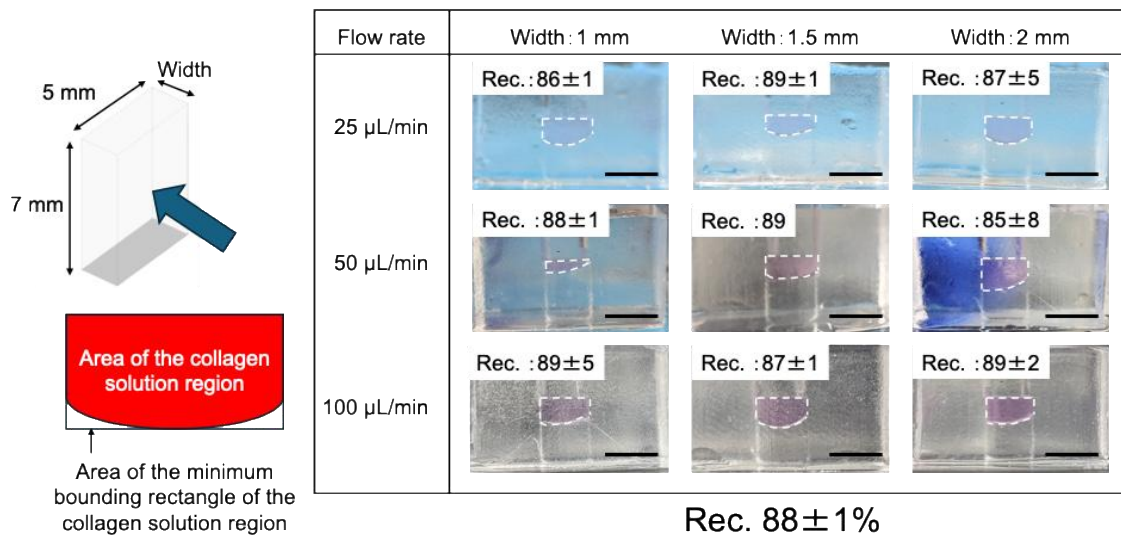 5 mm
Width
7 mm
Area of the collagen
solution region
Area of the minimum
bounding rectangle of the
collagen solution region
Flow rate
Width : 1 mm
Width : 1.5 mm
Width : 2 mm
25 µL/min
Rec. : 86±1
Rec. : 89±1
Rec. : 87±5
50 µL/min
Rec. : 88±1
Rec. : 89
Rec. : 85±8
100 µL/min
Rec. : 89±5
Rec. : 87±1
Rec. : 89±2
Rec. 88±1%